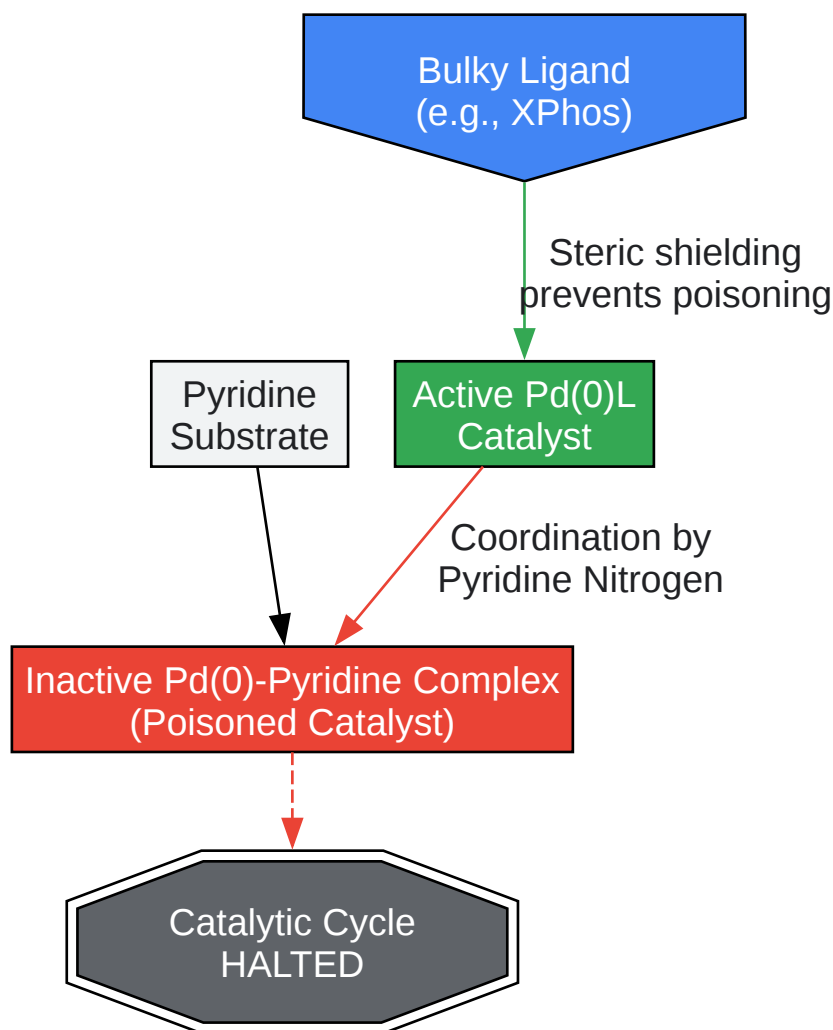 Bulky Ligand
(e.g., XPhos)
Steric shielding
prevents poisoning
Pyridine
Substrate
Active Pd(0)L
Catalyst
Coordination by
Pyridine Nitrogen
Inactive Pd(0)-Pyridine Complex
(Poisoned Catalyst)
Catalytic Cycle
HALTED